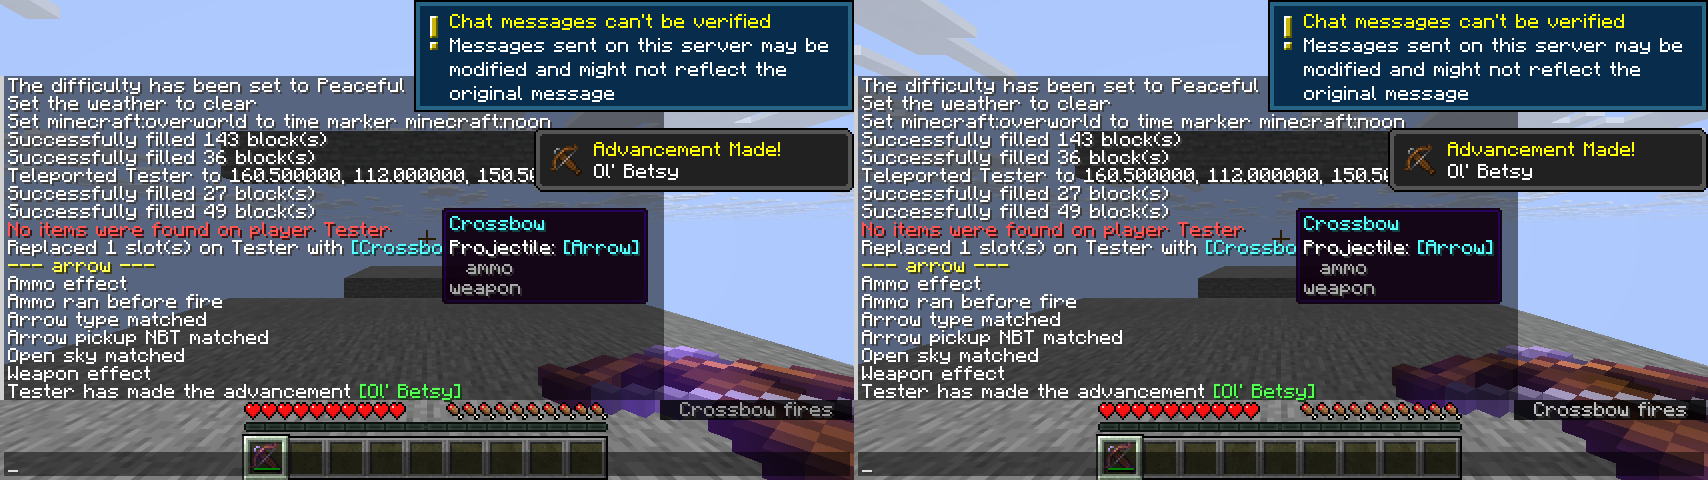 Chat messages can't be verified
Messages sent on this server may be
modified and might not reflect the
original message
The difficulty has been set to Peaceful
Set the weather to clear
Set minecraft:overworld to time marker minecraft:noon
Successfully filled 143 block(s)
Successfully filled 36 block(s)
Teleported Tester to 160.500000, 112.000000, 150.50
Successfully filled 27 block(s)
Successfully filled 49 block(s)
No items were found on player Tester
Replaced 1 slot(s) on Tester with [Crossbo
--- arrow ---
Ammo effect
Ammo ran before fire
Arrow type matched
Arrow pickup NBT matched
Open sky matched
Weapon effect
Tester has made the advancement [Ol' Betsy]
Advancement Made!
Ol' Betsy
Crossbow
Projectile: [Arrow]
ammo
weapon
Crossbow fires
_
Chat messages can't be verified
Messages sent on this server may be
modified and might not reflect the
original message
The difficulty has been set to Peaceful
Set the weather to clear
Set minecraft:overworld to time marker minecraft:noon
Successfully filled 143 block(s)
Successfully filled 36 block(s)
Teleported Tester to 160.500000, 112.000000, 150.50
Successfully filled 27 block(s)
Successfully filled 49 block(s)
No items were found on player Tester
Replaced 1 slot(s) on Tester with [Crossbo
--- arrow ---
Ammo effect
Ammo ran before fire
Arrow type matched
Arrow pickup NBT matched
Open sky matched
Weapon effect
Tester has made the advancement [Ol' Betsy]
Advancement Made!
Ol' Betsy
Crossbow
Projectile: [Arrow]
ammo
weapon
Crossbow fires
_